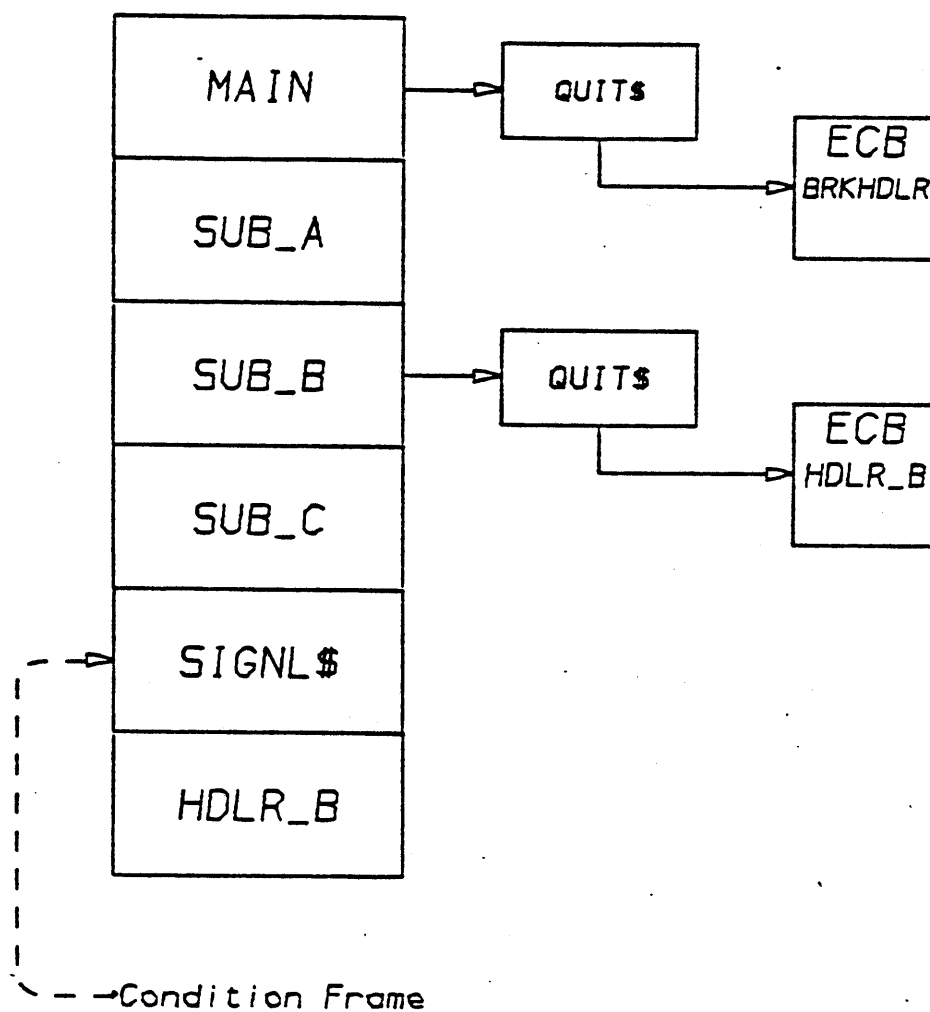 MAIN
QUIT$
ECB
BRKHDLR
SUB_A
SUB_B
QUIT$
ECB
HDLR_B
SUB_C
SIGNL$
HDLR_B
Condition Frame